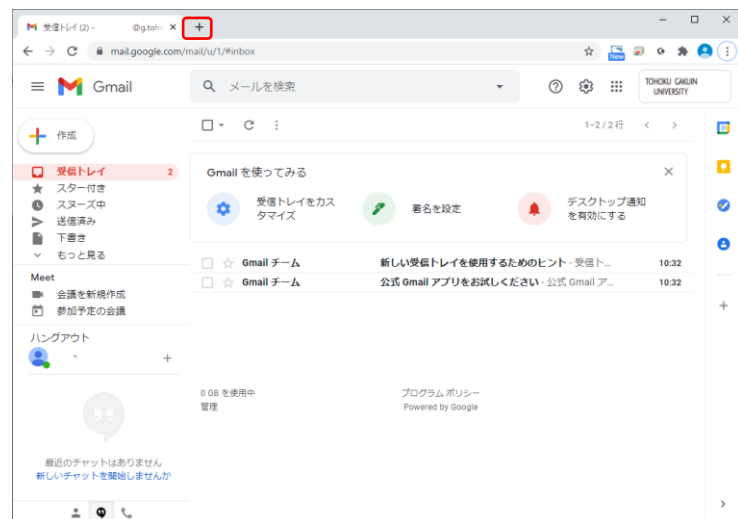 受信トレイ (2) - @g.toho
mail.google.com/mail/u/1/#inbox
New
Gmail
メールを検索
TOHOKU GAKUIN
UNIVERSITY
作成
1-2 / 2 行
受信トレイ 2
スター付き
スヌーズ中
送信済み
下書き
もっと見る
Gmail を使ってみる
受信トレイをカス
タマイズ
署名を設定
デスクトップ通知
を有効にする
Gmail チーム 新しい受信トレイを使用するためのヒント - 受信ト... 10:32
Gmail チーム 公式 Gmail アプリをお試しください - 公式 Gmail ア... 10:32
Meet
会議を新規作成
参加予定の会議
ハングアウト
0 GB を使用中
管理
プログラム ポリシー
Powered by Google
最近のチャットはありません
新しいチャットを開始しませんか